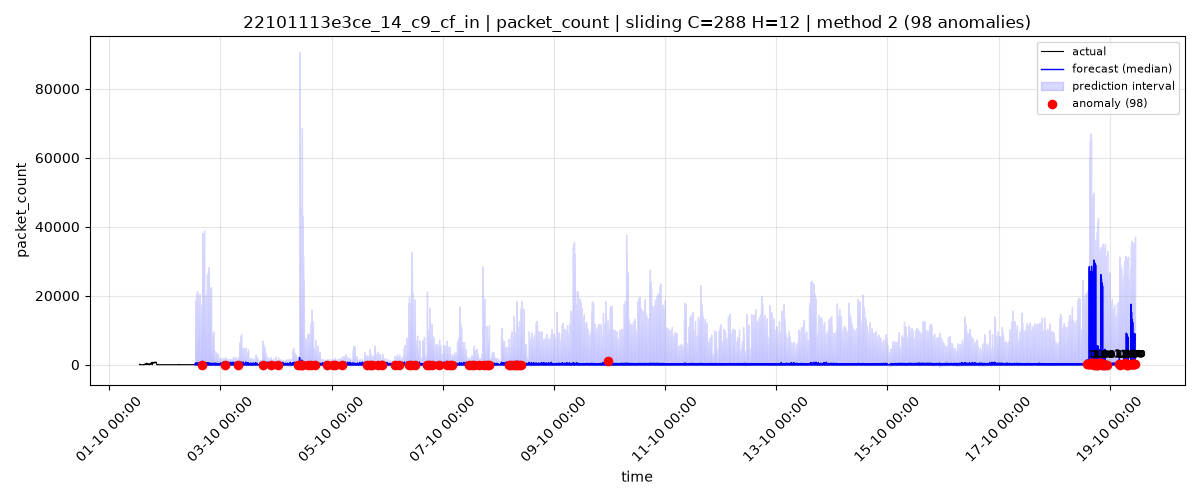 22101113e3ce_14_c9_cf_in | packet_count | sliding C=288 H=12 | method 2 (98 anomalies)
actual
forecast (median)
prediction interval
anomaly (98)
packet_count
80000
60000
40000
20000
0
01-10 00:00
03-10 00:00
05-10 00:00
07-10 00:00
09-10 00:00
11-10 00:00
13-10 00:00
15-10 00:00
17-10 00:00
19-10 00:00
time